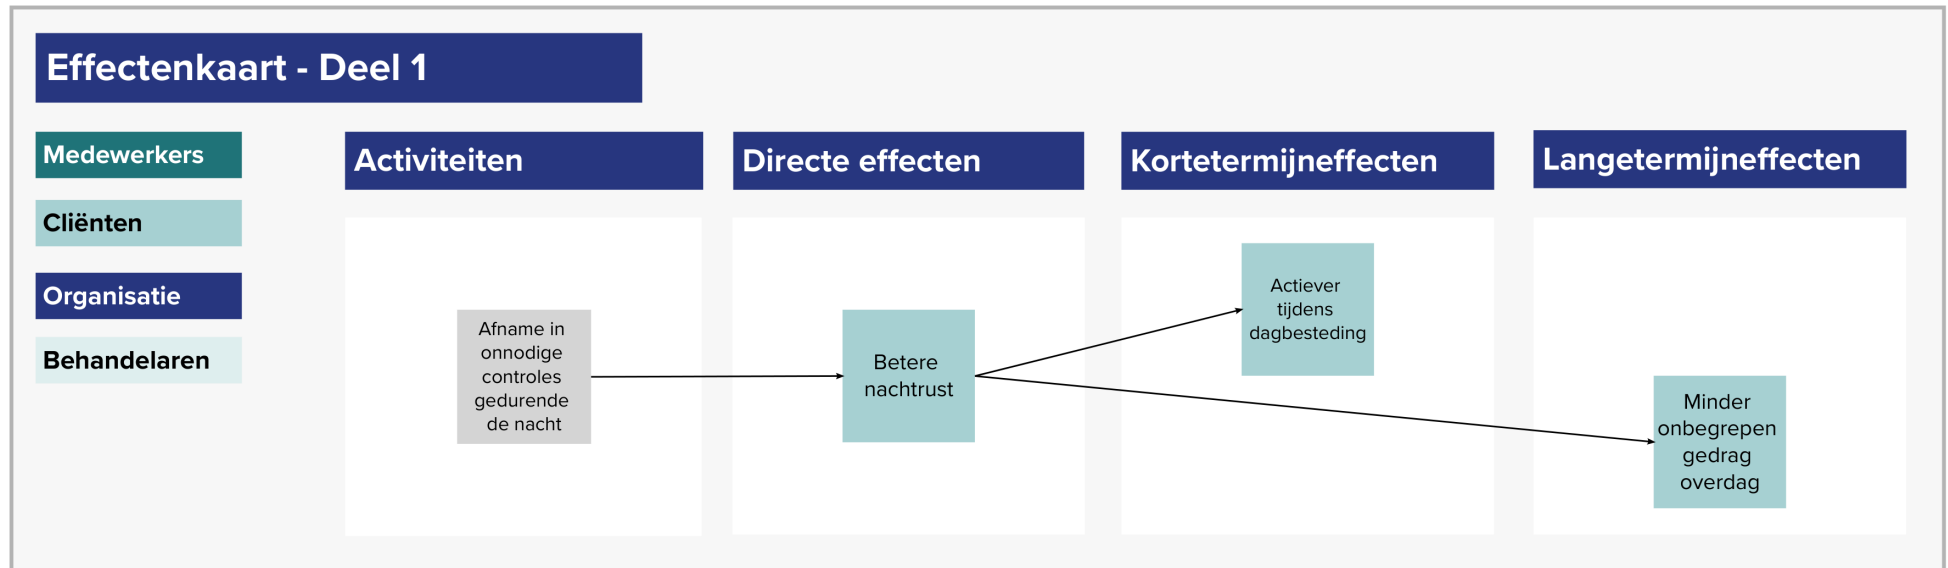 Effectenkaart - Deel 1
Medewerkers
Cliënten
Organisatie
Behandelaren
Activiteiten
Directe effecten
Kortetermijneffecten
Langetermijneffecten
Afname in
onnodige
controles
gedurende
de nacht
Betere
nachtrust
Actiever
tijdens
dagbesteding
Minder
onbegrepen
gedrag
overdag